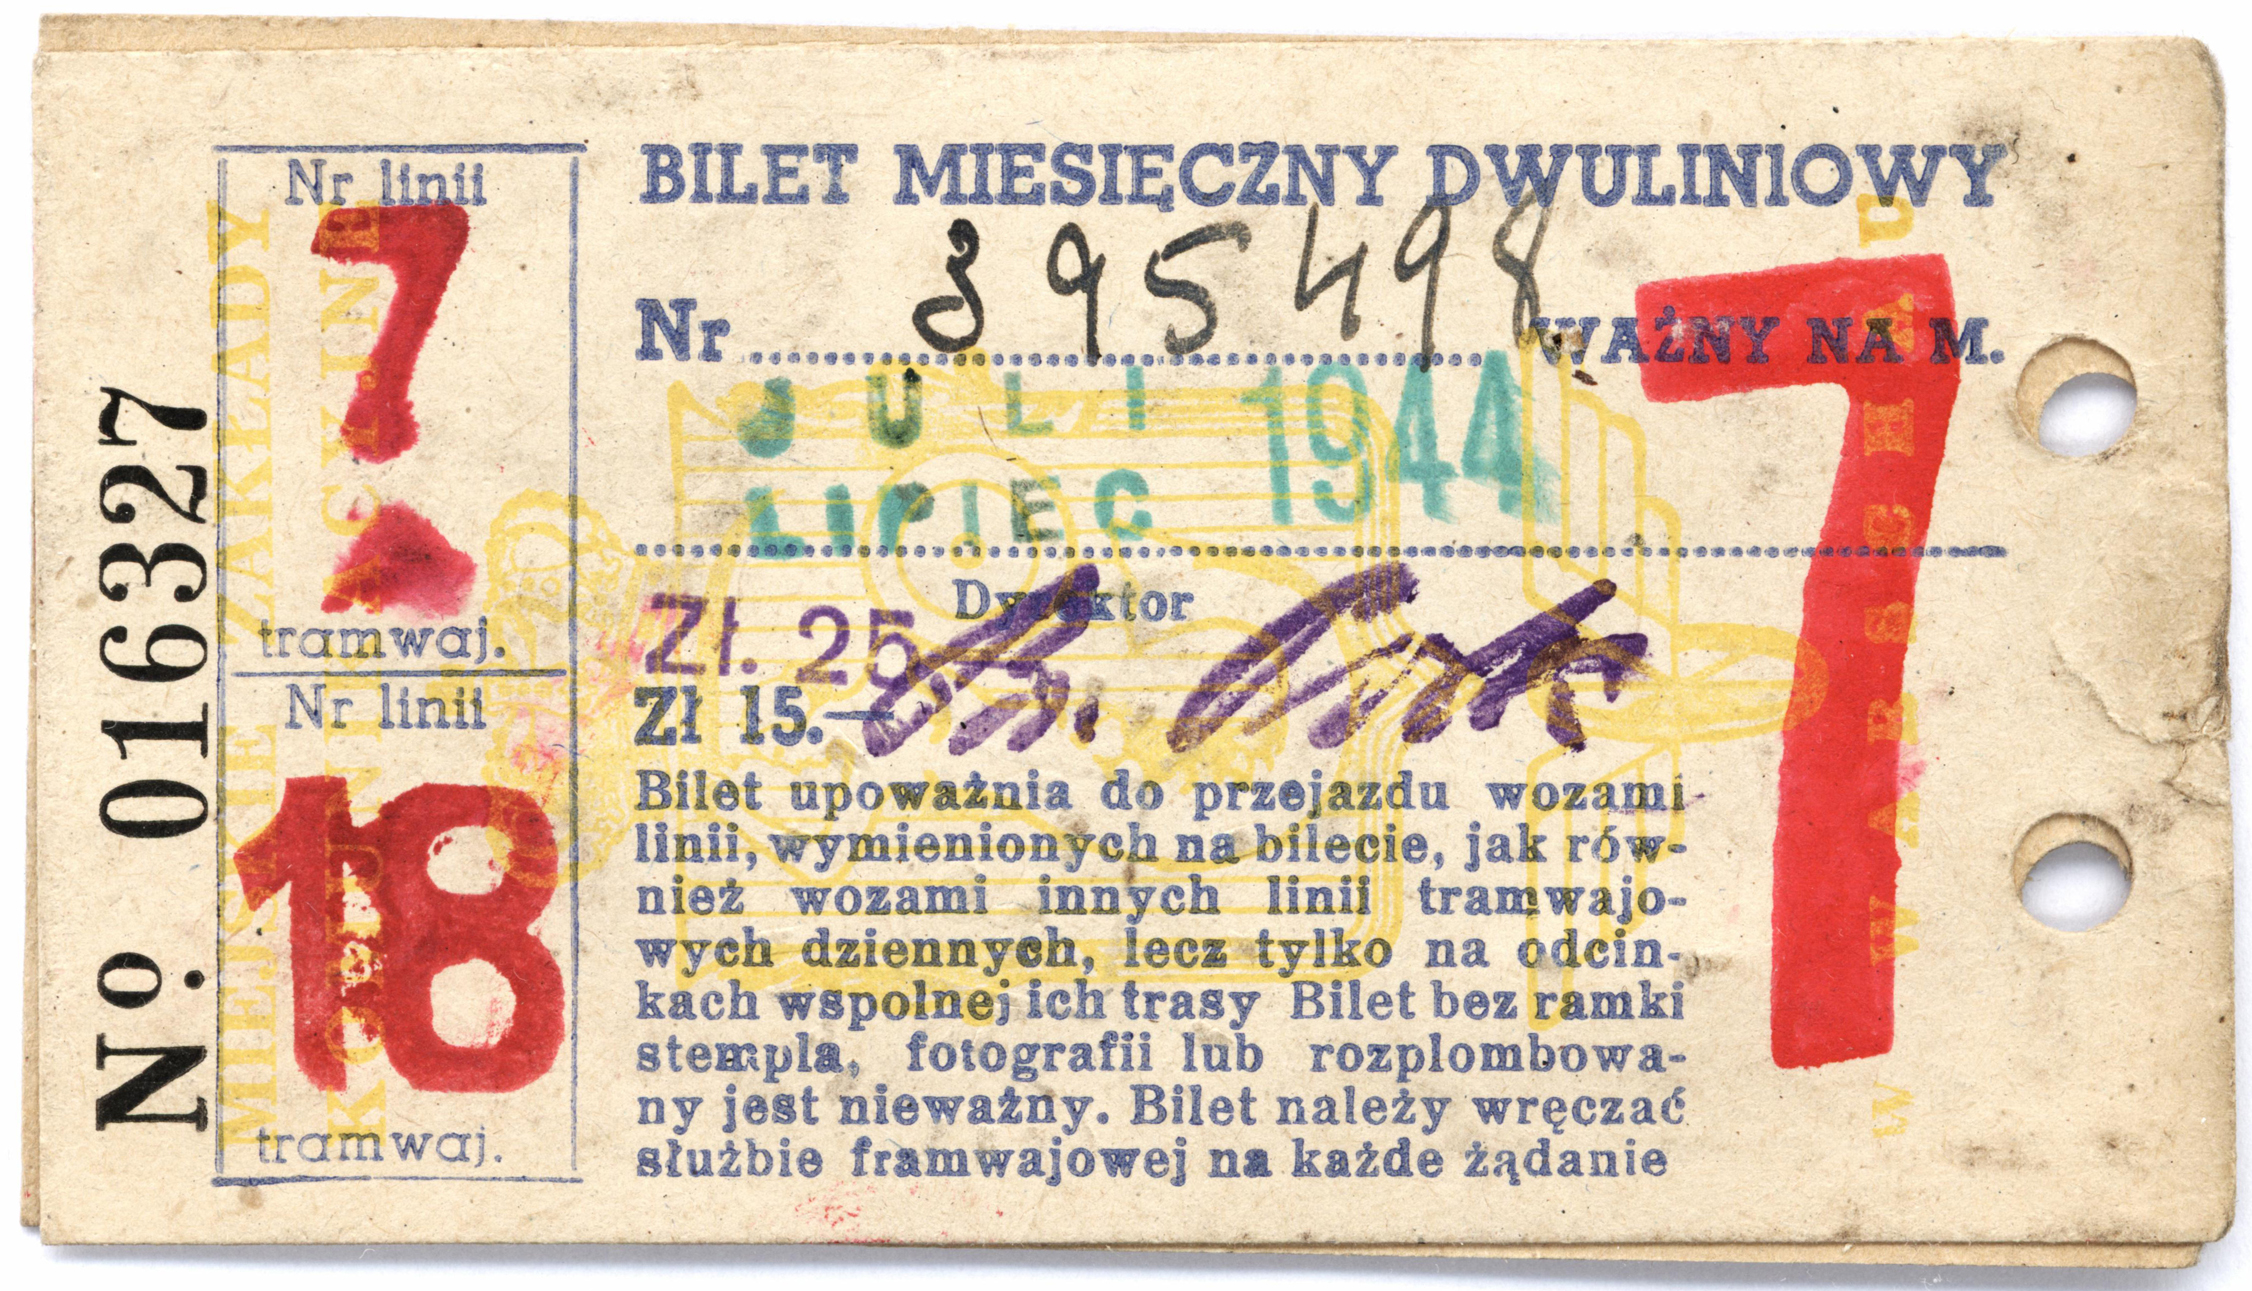 No. 016327
Nr linii
7
tramwaj.
Nr linii
18
tramwaj.
MIEJSKIE ZAKŁADY
BILET MIESIĘCZNY DWULINIOWY
Nr 395498 WAŻNY NA M.
7
JULI 1944
LIPIEC
Dyrektor
Zł. 25
Zł 15.—
Bilet upoważnia do przejazdu wozami
linii, wymienionych na bilecie, jak rów-
nież wozami innych linii tramwajo-
wych dziennych, lecz tylko na odcin-
kach wspolnej ich trasy Bilet bez ramki
stempla, fotografii lub rozplombowa-
ny jest nieważny. Bilet należy wręczać
służbie framwajowej na każde żądanie